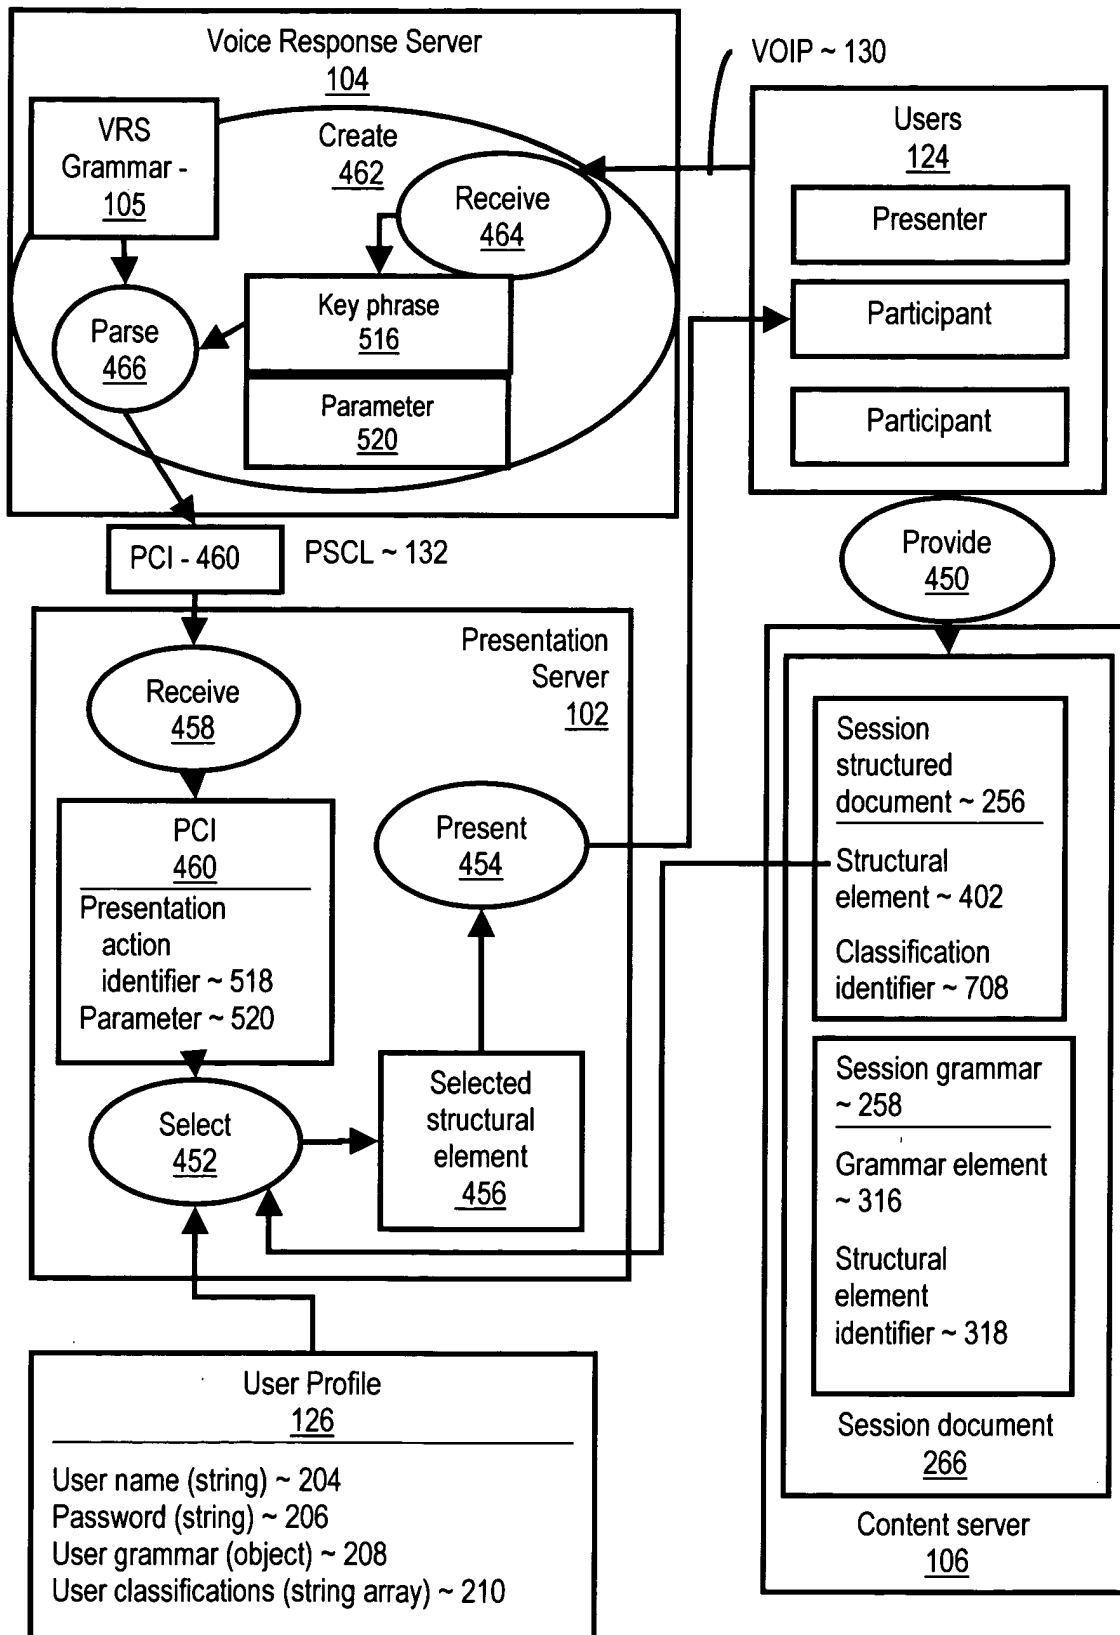 Voice Response Server
104
VOIP ~ 130
VRS
Grammar -
105
Create
462
Receive
464
Key phrase
516
Parse
466
Parameter
520
Users
124
Presenter
Participant
Participant
PCI - 460
PSCL ~ 132
Provide
450
Presentation
Server
102
Receive
458
PCI
460
Presentation
action
identifier ~ 518
Parameter ~ 520
Present
454
Select
452
Selected
structural
element
456
Session
structured
document ~ 256
Structural
element ~ 402
Classification
identifier ~ 708
Session grammar
~ 258
Grammar element
~ 316
Structural
element
identifier ~ 318
Session document
266
Content server
106
User Profile
126
User name (string) ~ 204
Password (string) ~ 206
User grammar (object) ~ 208
User classifications (string array) ~ 210